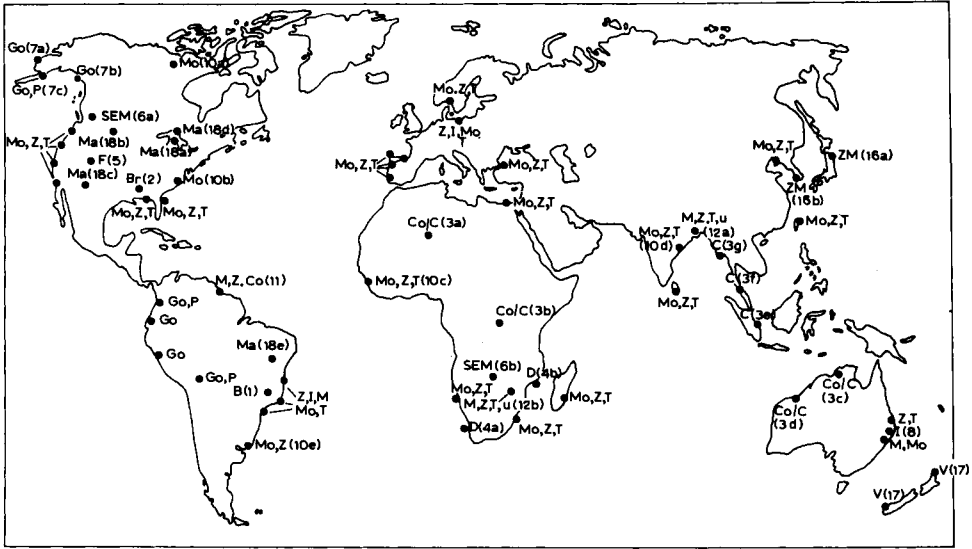 Go(7a)
Mo(10a)
Go(7b)
Go,P(7c)
SEM(6a)
Mo,Z,T
Ma(18b)
Ma(18d)
Ma(18a)
F(5)
Ma(18c)
Br(2)
Mo(10b)
Mo,Z,T
Mo,Z,T
M,Z,Co(11)
Go,P
Go
Go
Go,P
Ma(18e)
B(1)
Z,I,M
Mo,T
Mo,Z(10e)
Mo,Z,T
Z,I,Mo
T
Mo,Z,T
Mo,Z,T
Mo,Z,T
Co/C(3a)
Mo,Z,T(10c)
Co/C(3b)
SEM(6b)
D(4b)
Mo,Z,T
M,Z,T,u(12b)
Mo,Z,T
D(4a)
Mo,Z,T
Mo,Z,T
(10d)
M,Z,T,u
(12a)
C(3g)
Mo,Z,T
C(3f)
C(3e)
Mo,Z,T
ZM(16a)
ZM
(16b)
Mo,Z,T
Co/C
(3c)
Co/C
(3d)
Z,T
I(8)
M,Mo
V(17)
V(17)